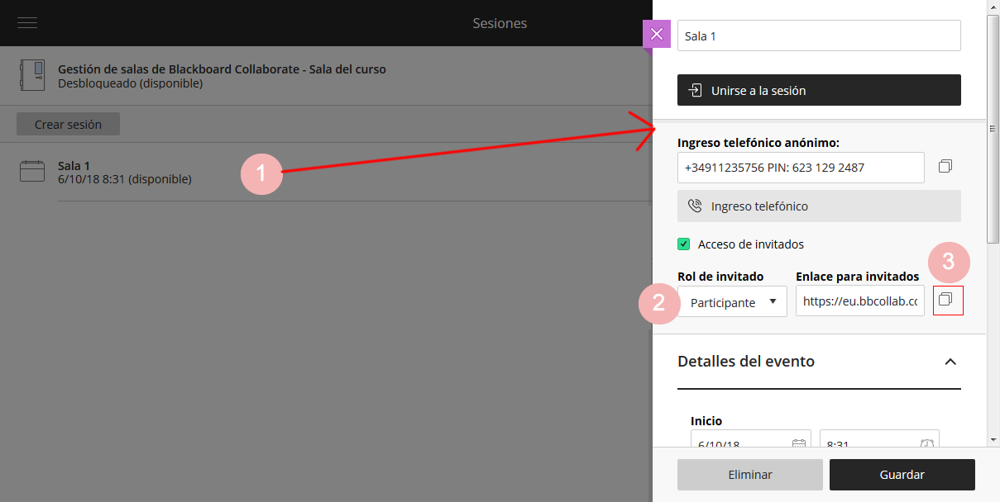 Sesiones
Gestión de salas de Blackboard Collaborate - Sala del curso
Desbloqueado (disponible)
Crear sesión
Sala 1
6/10/18 8:31 (disponible)
1
Sala 1
Unirse a la sesión
Ingreso telefónico anónimo:
+34911235756 PIN: 623 129 2487
Ingreso telefónico
Acceso de invitados
3
Rol de invitado
Enlace para invitados
2
Participante
https://eu.bbcollab.cc
Detalles del evento
Inicio
6/10/18
8:31
Eliminar
Guardar